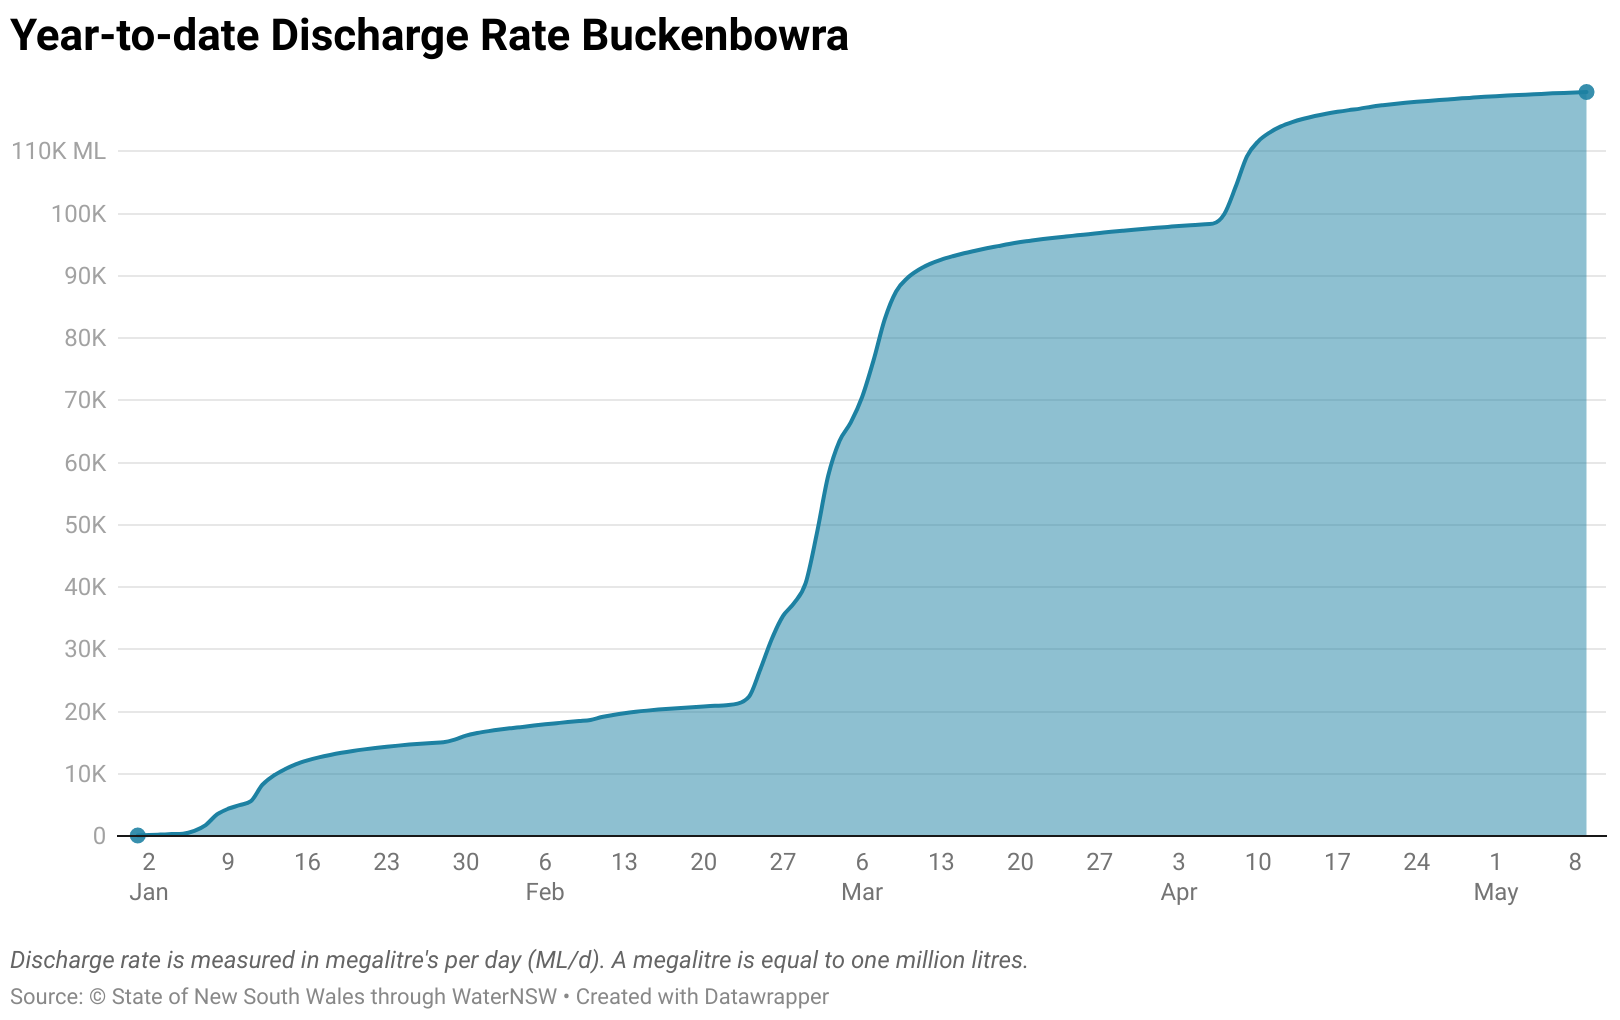 Year-to-date Discharge Rate Buckenbowra
110K ML
100K
90K
80K
70K
60K
50K
40K
30K
20K
10K
0
2 9 16 23 30 6 13 20 27 6 13 20 27 3 10 17 24 1 8
Jan Feb Mar Apr May
Discharge rate is measured in megalitre's per day (ML/d). A megalitre is equal to one million litres.
Source: © State of New South Wales through WaterNSW • Created with Datawrapper